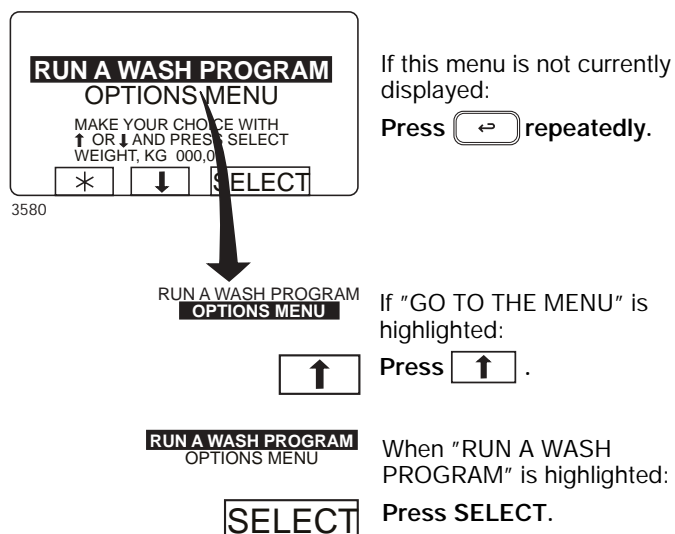 RUN A WASH PROGRAM
OPTIONS MENU
MAKE YOUR CHOICE WITH
↑ OR ↓ AND PRESS SELECT
WEIGHT, KG 000,0
* ↓ SELECT
3580
If this menu is not currently
displayed:
Press ↩ repeatedly.
RUN A WASH PROGRAM
OPTIONS MENU
If "GO TO THE MENU" is
highlighted:
↑
Press ↑ .
RUN A WASH PROGRAM
OPTIONS MENU
When "RUN A WASH
PROGRAM" is highlighted:
SELECT
Press SELECT.